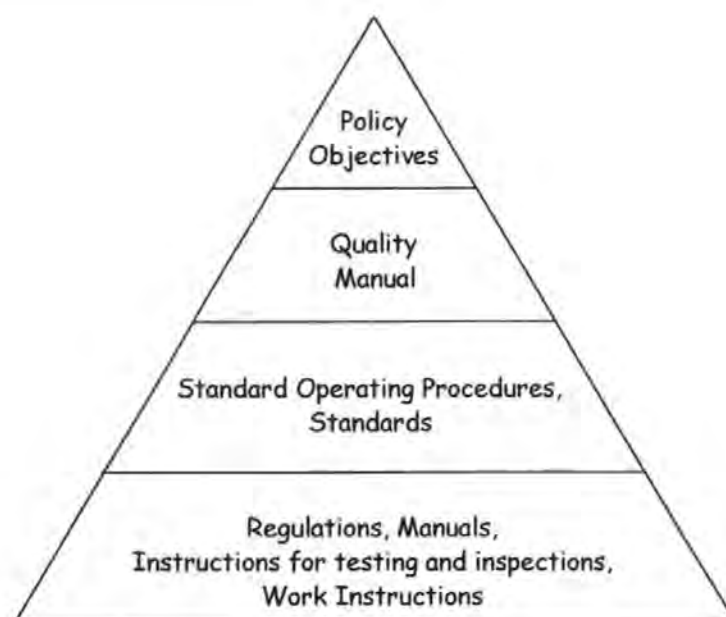 Policy
Objectives
Quality
Manual
Standard Operating Procedures,
Standards
Regulations, Manuals,
Instructions for testing and inspections,
Work Instructions